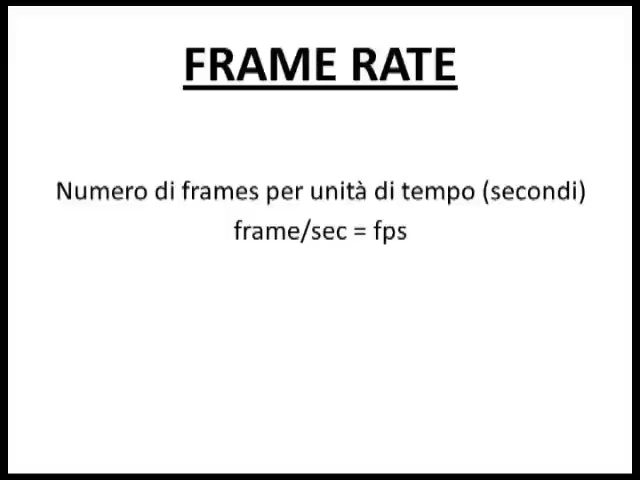 FRAME RATE
Numero di frames per unità di tempo (secondi)
frame/sec = fps